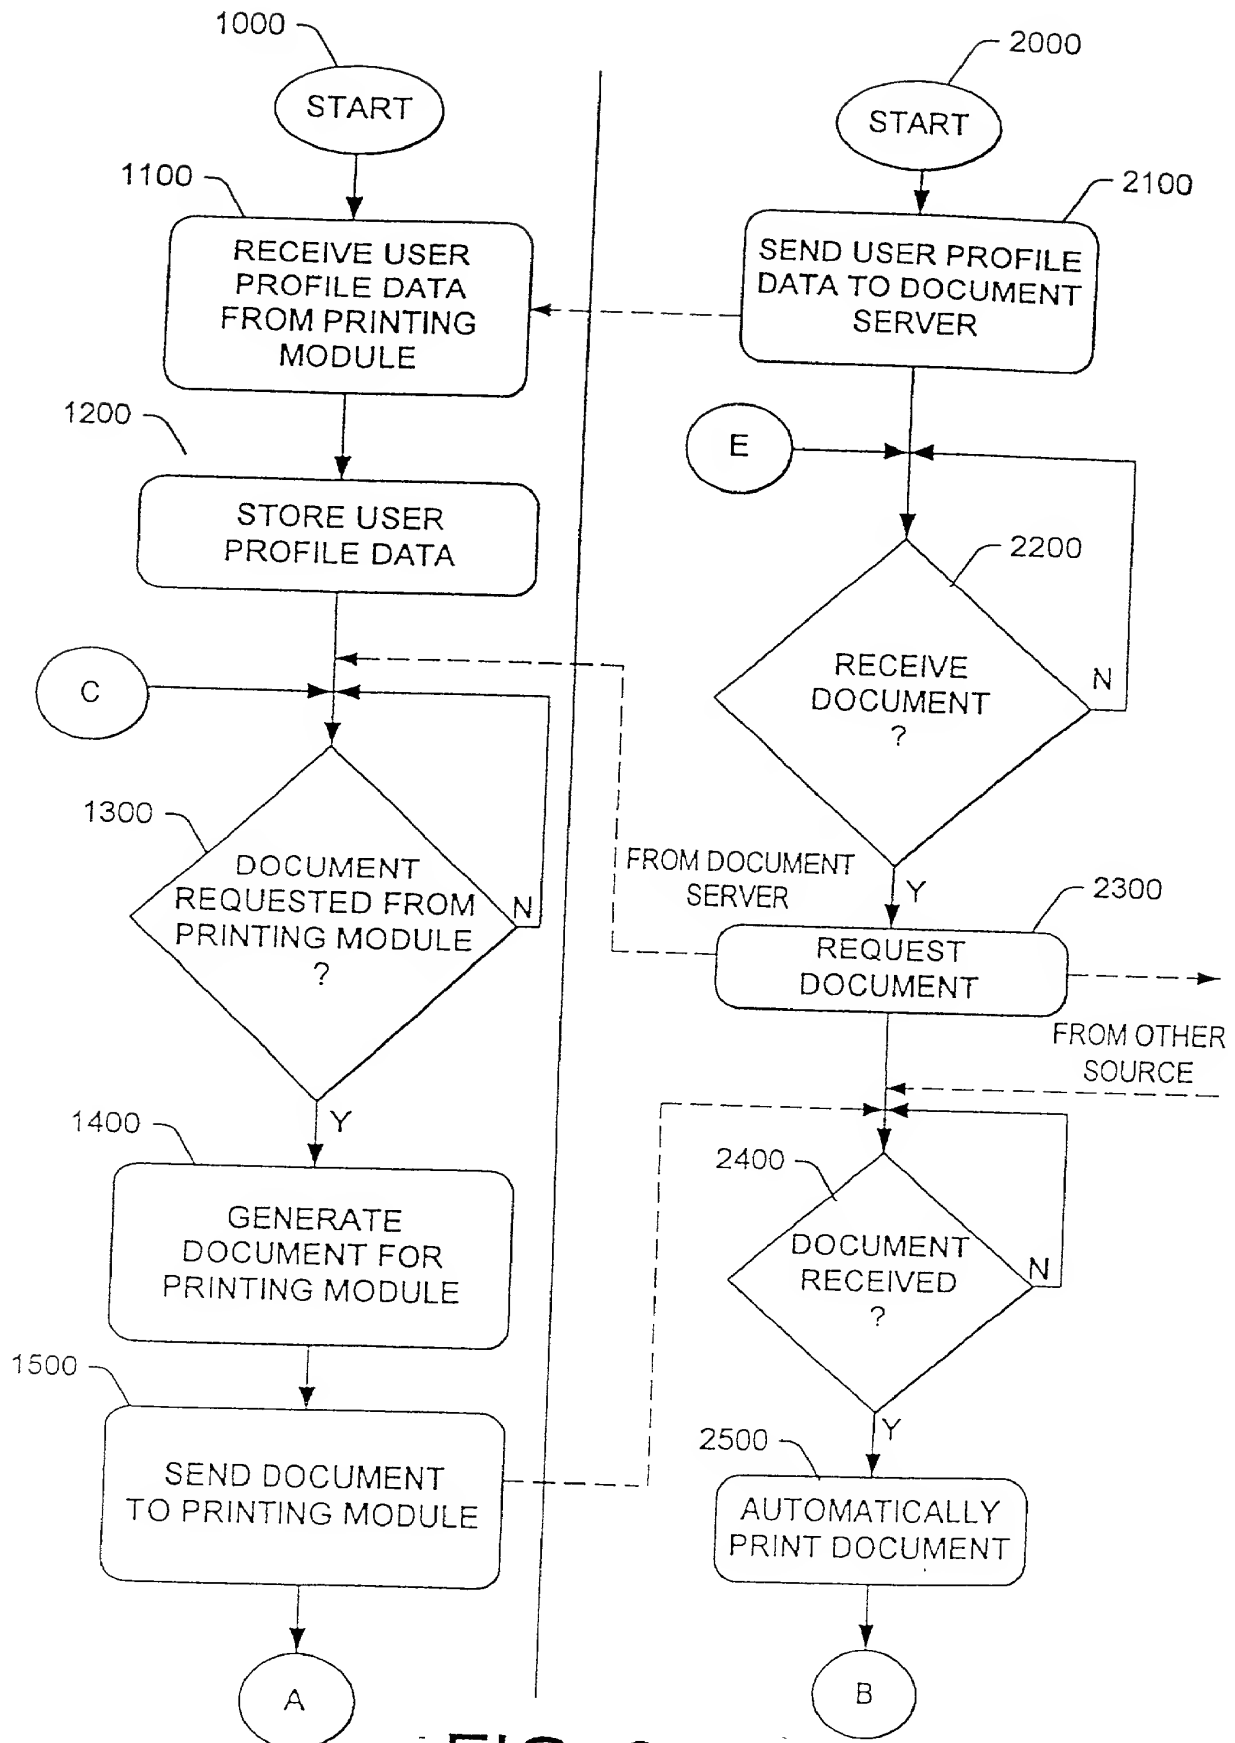 1000
START
1100
RECEIVE USER
PROFILE DATA
FROM PRINTING
MODULE
1200
STORE USER
PROFILE DATA
C
1300
DOCUMENT
REQUESTED FROM
PRINTING MODULE
?
N
Y
1400
GENERATE
DOCUMENT FOR
PRINTING MODULE
1500
SEND DOCUMENT
TO PRINTING MODULE
A
2000
START
2100
SEND USER PROFILE
DATA TO DOCUMENT
SERVER
E
2200
RECEIVE
DOCUMENT
?
N
Y
FROM DOCUMENT
SERVER
2300
REQUEST
DOCUMENT
FROM OTHER
SOURCE
2400
DOCUMENT
RECEIVED
?
N
Y
2500
AUTOMATICALLY
PRINT DOCUMENT
B
FIG.